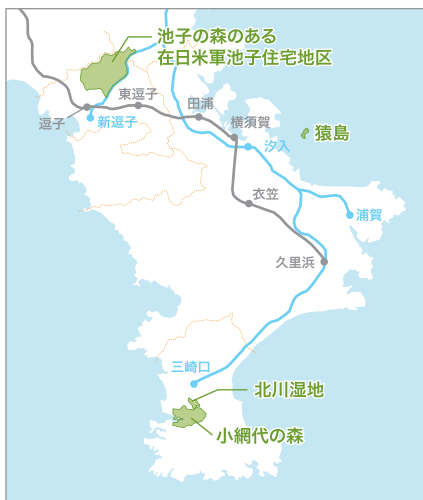 池子の森のある
在日米軍池子住宅地区
東逗子
田浦
逗子
新逗子
横須賀
猿島
汐入
衣笠
浦賀
久里浜
三崎口
北川湿地
小網代の森